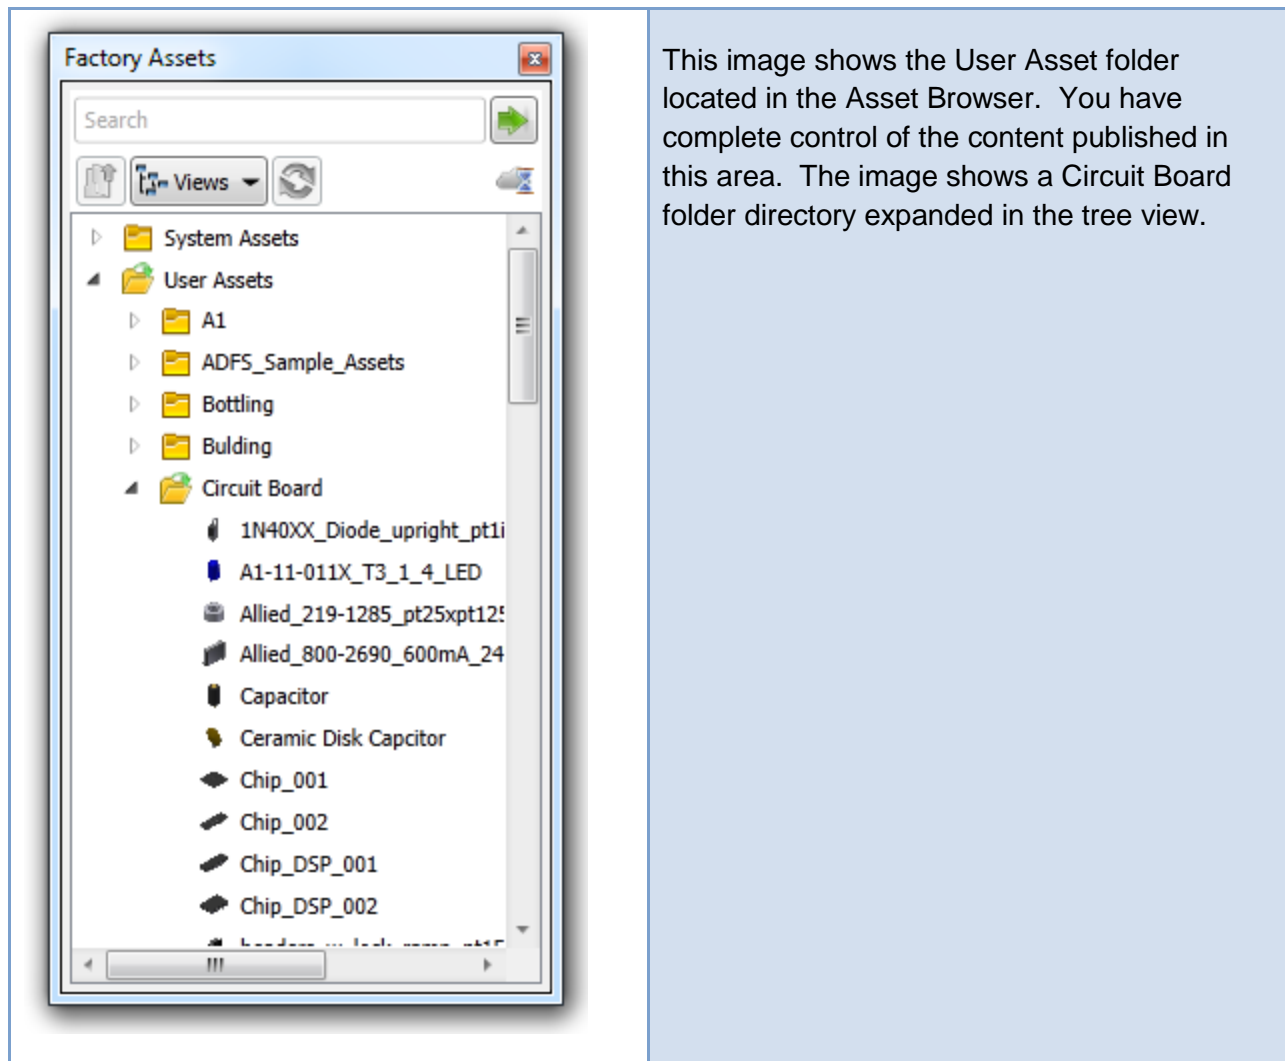 Factory Assets
Search
Views
System Assets
User Assets
A1
ADFS_Sample_Assets
Bottling
Bulding
Circuit Board
1N40XX_Diode_upright_pt1i
A1-11-011X_T3_1_4_LED
Allied_219-1285_pt25xpt125
Allied_800-2690_600mA_24
Capacitor
Ceramic Disk Capcitor
Chip_001
Chip_002
Chip_DSP_001
Chip_DSP_002
This image shows the User Asset folder
located in the Asset Browser.  You have
complete control of the content published in
this area.  The image shows a Circuit Board
folder directory expanded in the tree view.